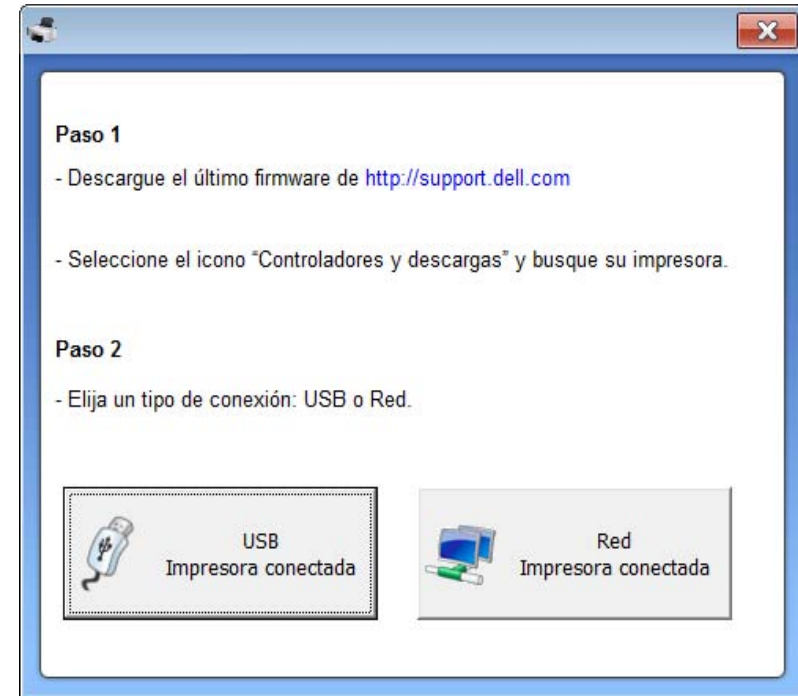 Paso 1
- Descargue el último firmware de http://support.dell.com
- Seleccione el icono “Controladores y descargas” y busque su impresora.
Paso 2
- Elija un tipo de conexión: USB o Red.
USB
Impresora conectada
Red
Impresora conectada